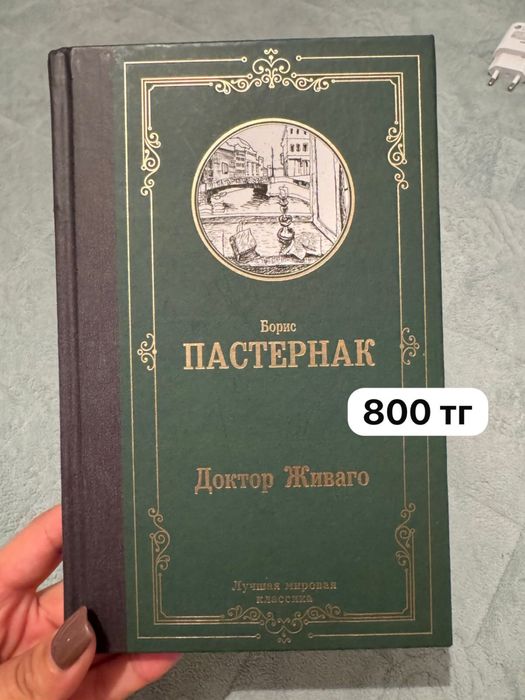 Борис
ПАСТЕРНАК
800 тг
Доктор Живаго
Лучшая мировая
классика